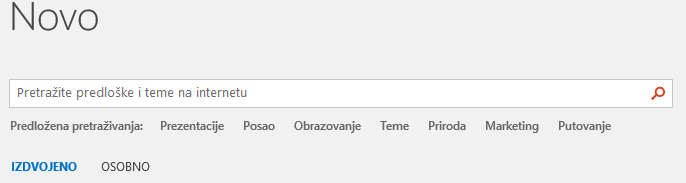 Novo
Pretražite predloške i teme na internetu
Predložena pretraživanja: Prezentacije Posao Obrazovanje Teme Priroda Marketing Putovanje
IZDVOJENO OSOBNO